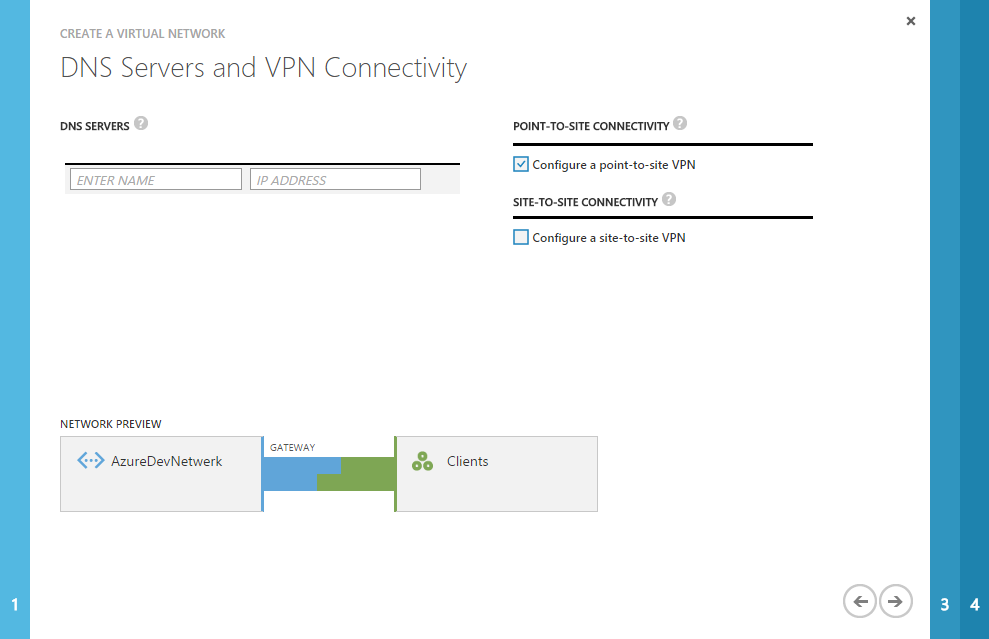 CREATE A VIRTUAL NETWORK
DNS Servers and VPN Connectivity
DNS SERVERS ?
ENTER NAME
IP ADDRESS
POINT-TO-SITE CONNECTIVITY ?
Configure a point-to-site VPN
SITE-TO-SITE CONNECTIVITY ?
Configure a site-to-site VPN
NETWORK PREVIEW
AzureDevNetwerk
GATEWAY
Clients
1
3
4